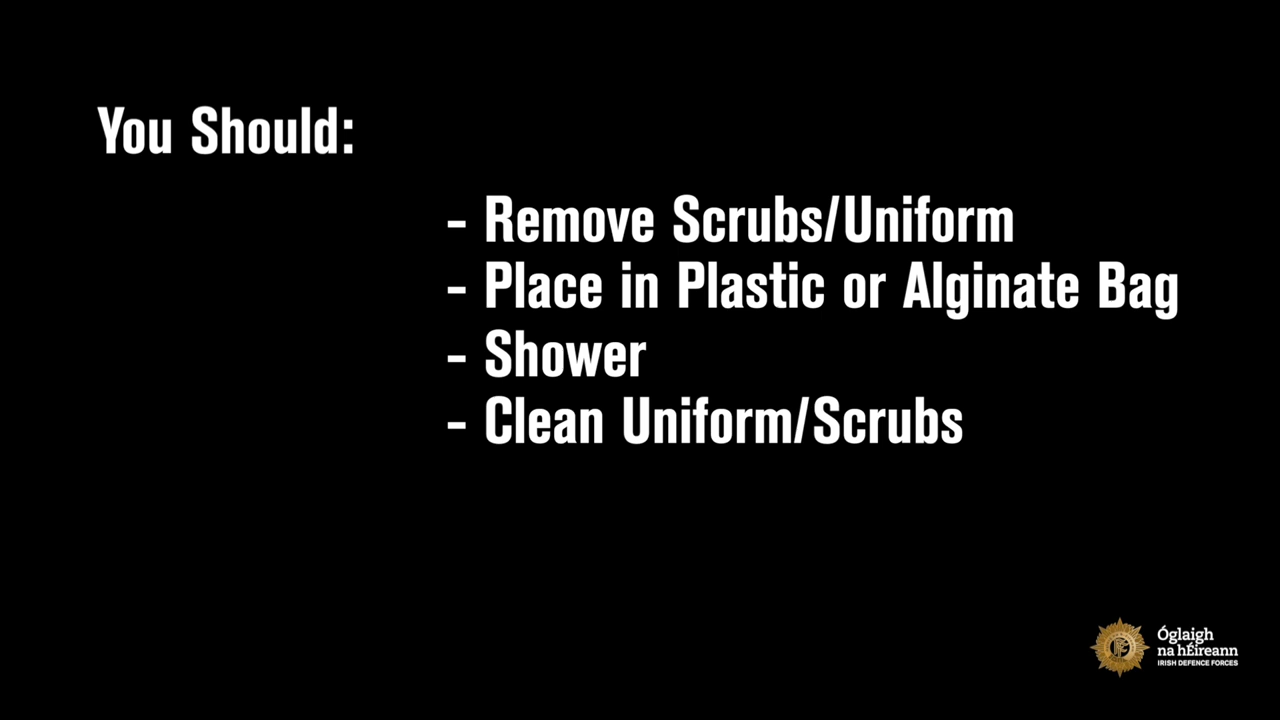 You Should:
- Remove Scrubs/Uniform
- Place in Plastic or Alginate Bag
- Shower
- Clean Uniform/Scrubs
Óglaigh
na hÉireann
IRISH DEFENCE FORCES